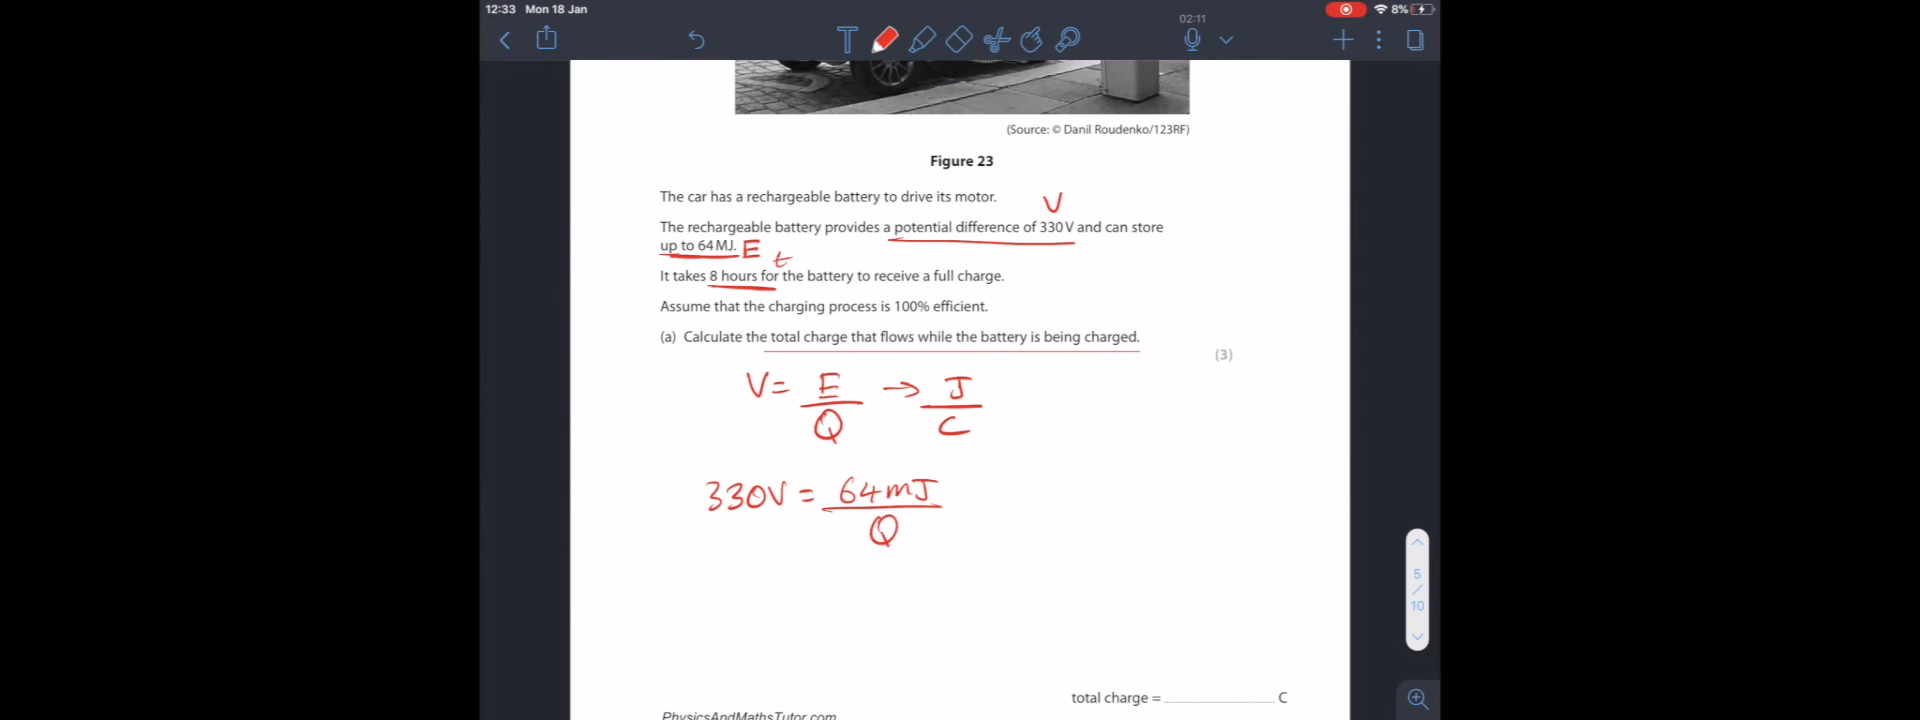 12:33 Mon 18 Jan
8%
02:11
T
(Source: © Danil Roudenko/123RF)
Figure 23
The car has a rechargeable battery to drive its motor.
V
The rechargeable battery provides a potential difference of 330 V and can store
up to 64 MJ. E
t
It takes 8 hours for the battery to receive a full charge.
Assume that the charging process is 100% efficient.
(a) Calculate the total charge that flows while the battery is being charged.
(3)
V = E / Q → J / C
330V = 64mJ / Q
5
/
10
total charge = ............................ C
PhysicsAndMathsTutor.com